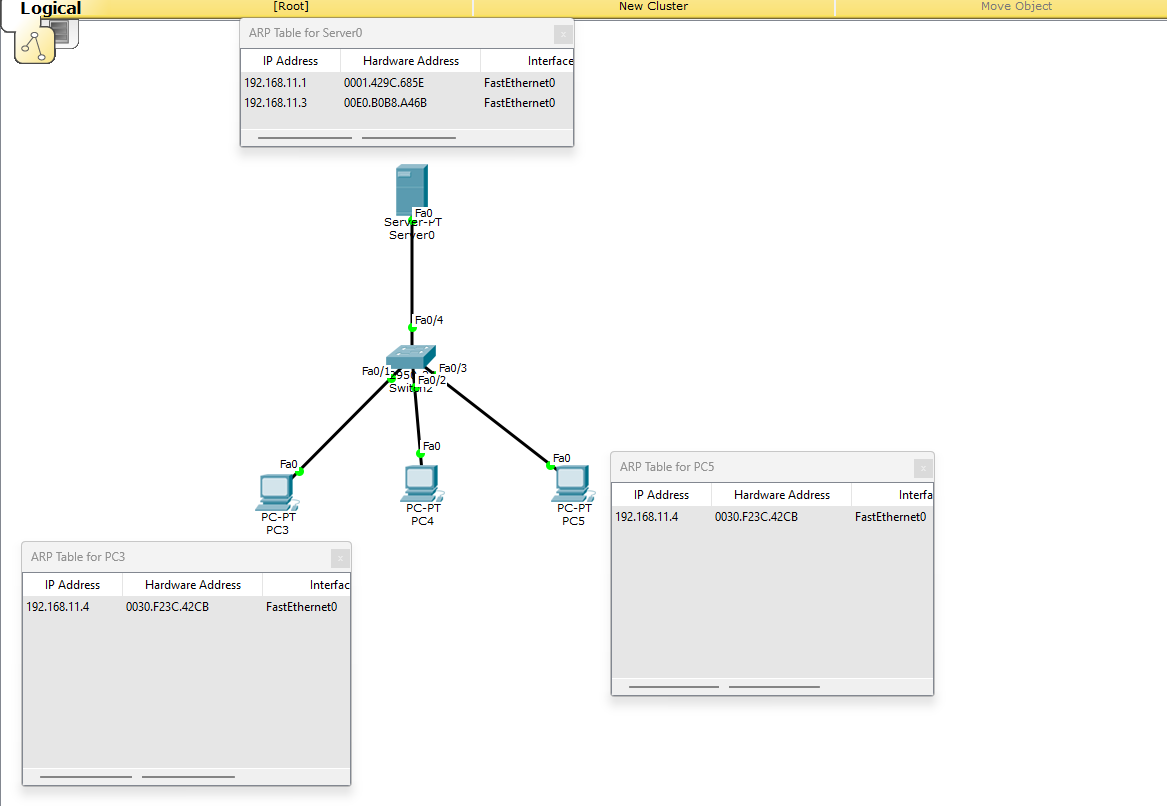 Logical
[Root]
New Cluster
Move Object
ARP Table for Server0
x
IP Address Hardware Address Interface
192.168.11.1 0001.429C.685E FastEthernet0
192.168.11.3 00E0.B0B8.A46B FastEthernet0
Fa0
Server-PT
Server0
Fa0/4
Fa0/1
Fa0/3
Fa0/2
Fa0
Fa0
Fa0
PC-PT
PC3
PC-PT
PC4
PC-PT
PC5
ARP Table for PC5
x
IP Address Hardware Address Interfa
192.168.11.4 0030.F23C.42CB FastEthernet0
ARP Table for PC3
x
IP Address Hardware Address Interfac
192.168.11.4 0030.F23C.42CB FastEthernet0